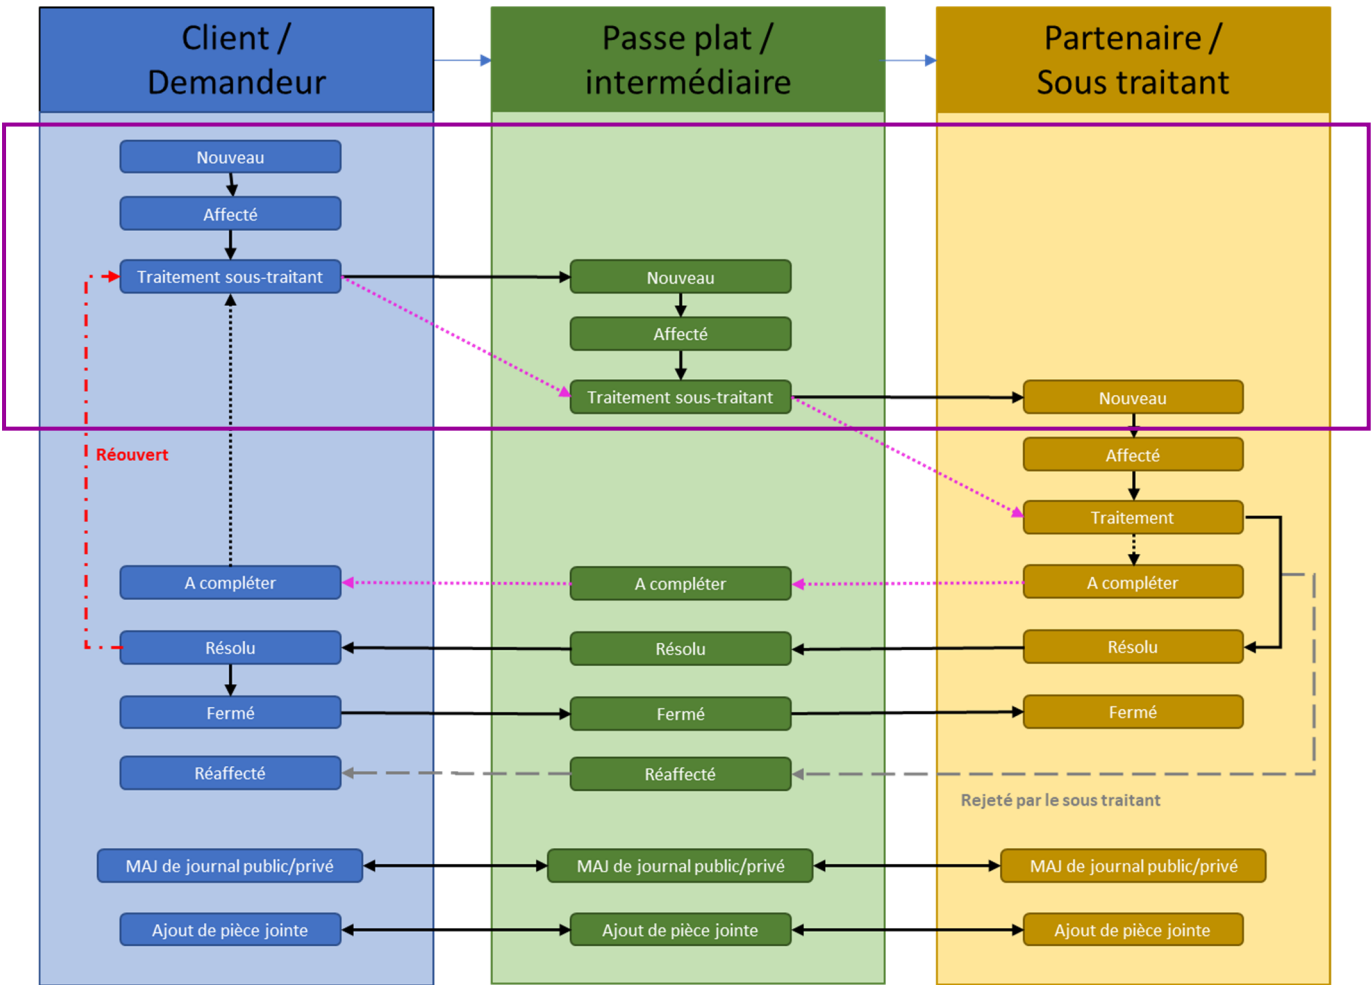 Client /
Demandeur
Passe plat /
intermédiaire
Partenaire /
Sous traitant
Nouveau
Affecté
Traitement sous-traitant
Nouveau
Affecté
Traitement sous-traitant
Nouveau
Réouvert
Affecté
Traitement
A compléter
A compléter
A compléter
Résolu
Résolu
Résolu
Fermé
Fermé
Fermé
Réaffecté
Réaffecté
Rejeté par le sous traitant
MAJ de journal public/privé
MAJ de journal public/privé
MAJ de journal public/privé
Ajout de pièce jointe
Ajout de pièce jointe
Ajout de pièce jointe